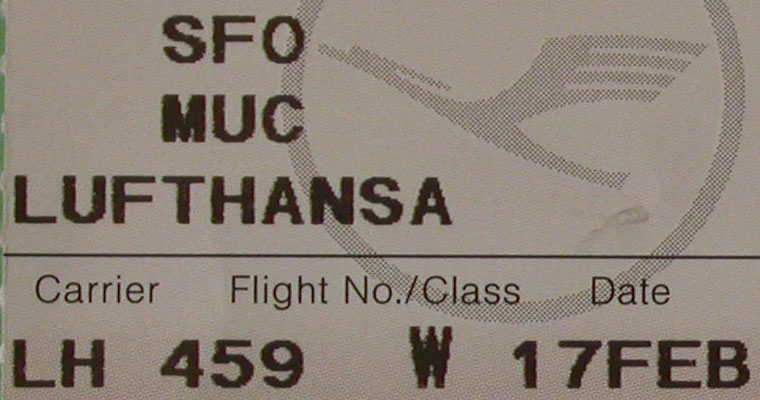 SFO
MUC
LUFTHANSA
Carrier Flight No./Class Date
LH 459 W 17FEB